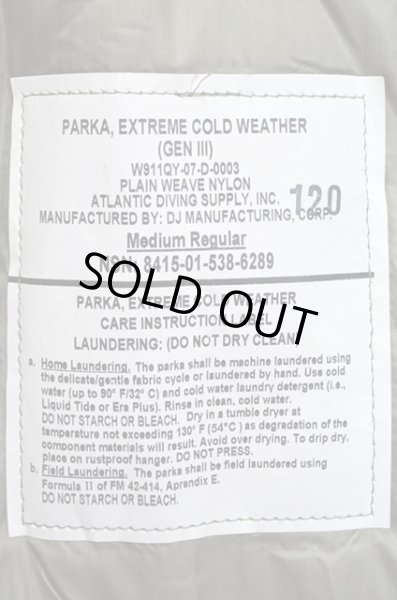 PARKA, EXTREME COLD WEATHER
(GEN III)
W911QY-07-D-0003
PLAIN WEAVE NYLON
ATLANTIC DIVING SUPPLY, INC.
120
MANUFACTURED BY: DJ MANUFACTURING, CORP.
Medium Regular
NSN: 8415-01-538-6289
SOLD OUT
PARKA, EXTREME COLD WEATHER
CARE INSTRUCTION LABEL
LAUNDERING: (DO NOT DRY CLEAN)
a. Home Laundering. The parks shall be machine laundered using
the delicate/gentle fabric cycle or laundered by hand. Use cold
water (up to 90° F/32° C) and cold water laundry detergent (i.e.,
Liquid Tide or Era Plus). Rinse in clean, cold water.
DO NOT STARCH OR BLEACH. Dry in a tumble dryer at
temperature not exceeding 130° F (54°C ) as degradation of the
component materials will result. Avoid over drying. To drip dry,
place on rustproof hanger. DO NOT PRESS.
b. Field Laundering. The parka shall be field laundered using
Formula II of FM 42-414, Aprendix E.
DO NOT STARCH OR BLEACH.